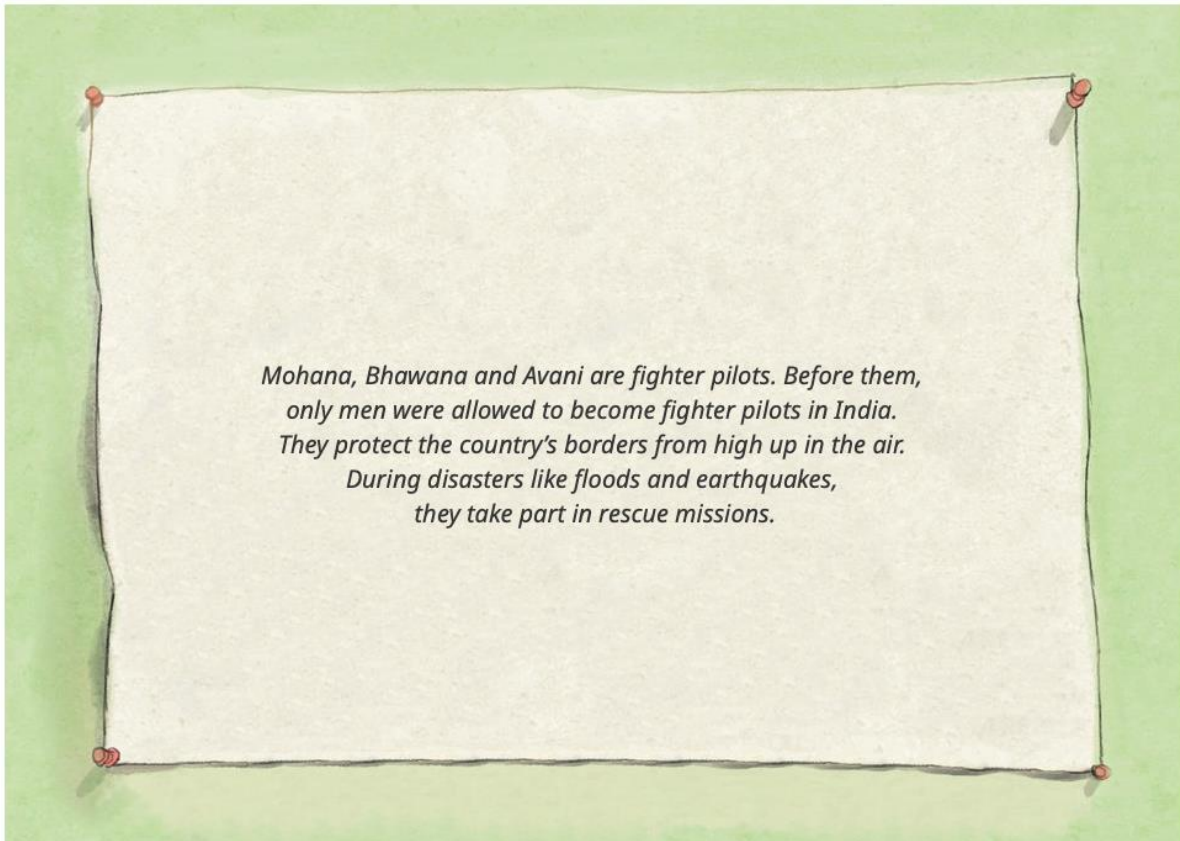 Mohana, Bhawana and Avani are fighter pilots. Before them,
only men were allowed to become fighter pilots in India.
They protect the country’s borders from high up in the air.
During disasters like floods and earthquakes,
they take part in rescue missions.